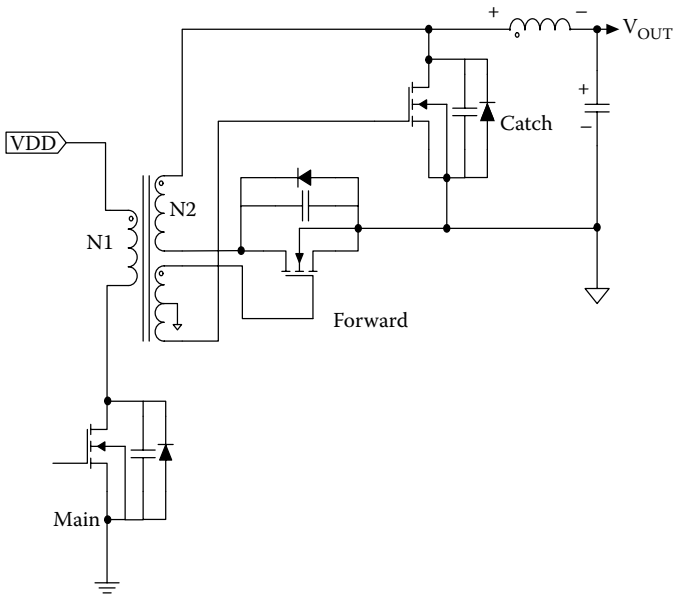 + −
VOUT
+
−
Catch
VDD
N2
N1
Forward
Main